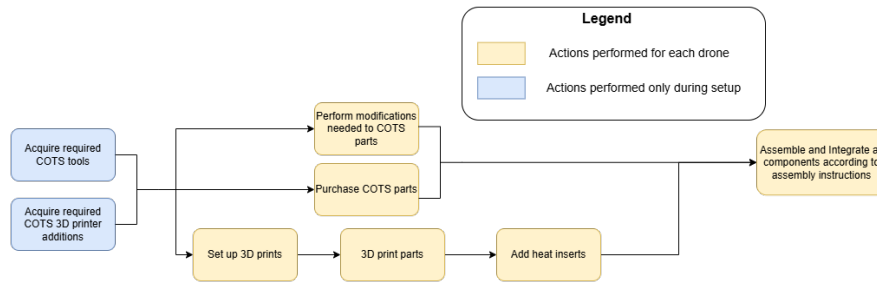 Legend
Actions performed for each drone
Actions performed only during setup
Perform modifications
needed to COTS
parts
Acquire required
COTS tools
Assemble and Integrate a
components according to
assembly instructions
Purchase COTS parts
Acquire required
COTS 3D printer
additions
Set up 3D prints
3D print parts
Add heat inserts